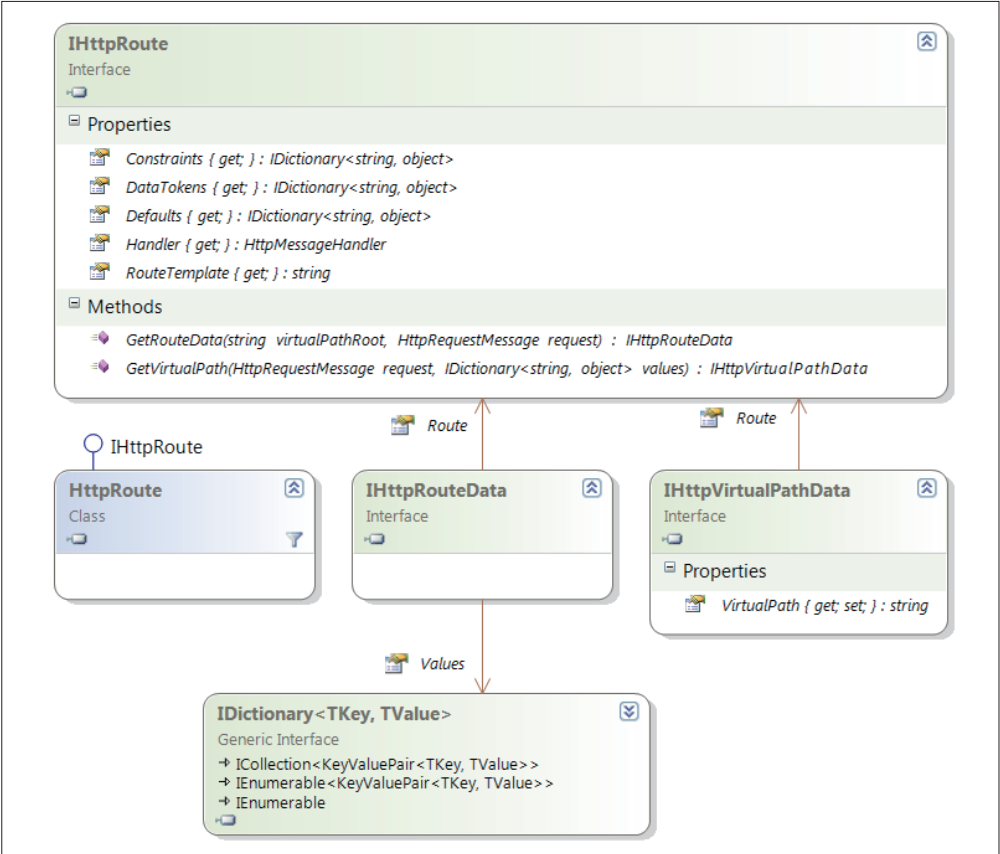 IHttpRoute
Interface
Properties
Constraints { get; } : IDictionary<string, object>
DataTokens { get; } : IDictionary<string, object>
Defaults { get; } : IDictionary<string, object>
Handler { get; } : HttpMessageHandler
RouteTemplate { get; } : string
Methods
GetRouteData(string virtualPathRoot, HttpRequestMessage request) : IHttpRouteData
GetVirtualPath(HttpRequestMessage request, IDictionary<string, object> values) : IHttpVirtualPathData
Route
Route
IHttpRoute
HttpRoute
Class
IHttpRouteData
Interface
IHttpVirtualPathData
Interface
Properties
VirtualPath { get; set; } : string
Values
IDictionary<TKey, TValue>
Generic Interface
ICollection<KeyValuePair<TKey, TValue>>
IEnumerable<KeyValuePair<TKey, TValue>>
IEnumerable